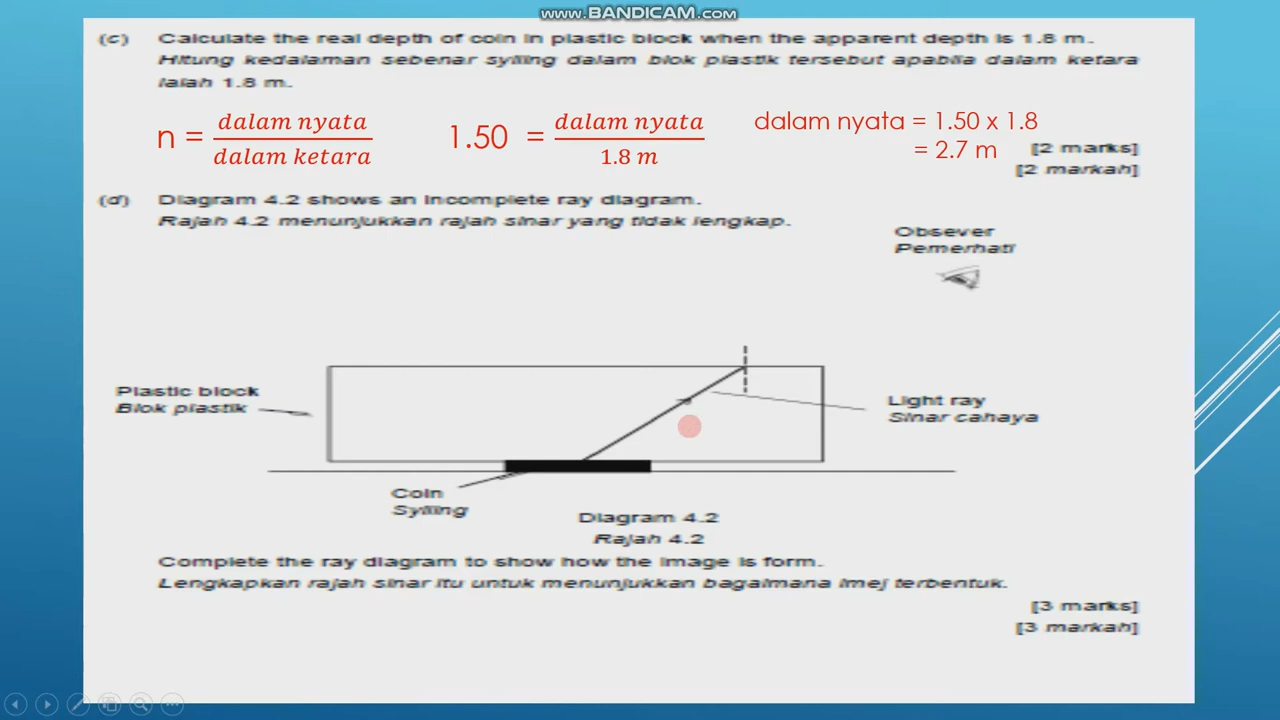 www.BANDICAM.com
(c) Calculate the real depth of coin in plastic block when the apparent depth is 1.8 m.
Hitung kedalaman sebenar syiling dalam blok plastik tersebut apabila dalam ketara
ialah 1.8 m.
n = dalam nyata / dalam ketara
1.50 = dalam nyata / 1.8 m
dalam nyata = 1.50 x 1.8
= 2.7 m
[2 marks]
[2 markah]
(d) Diagram 4.2 shows an incomplete ray diagram.
Rajah 4.2 menunjukkan rajah sinar yang tidak lengkap.
Obsever
Pemerhati
Plastic block
Blok plastik
Light ray
Sinar cahaya
Coin
Syiling
Diagram 4.2
Rajah 4.2
Complete the ray diagram to show how the image is form.
Lengkapkan rajah sinar itu untuk menunjukkan bagaimana imej terbentuk.
[3 marks]
[3 markah]